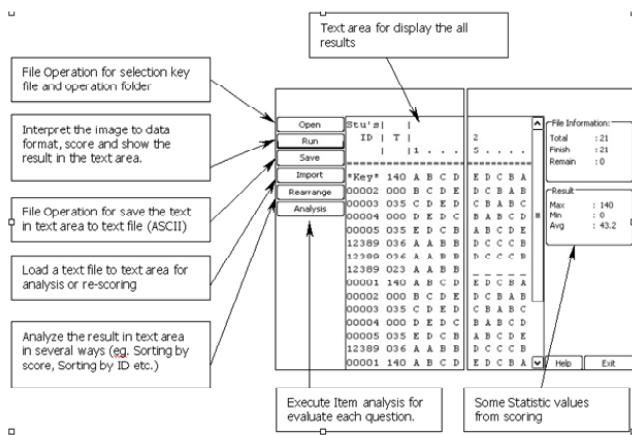 Text area for display the all
results
File Operation for selection key
file and operation folder
Interpret the image to data
format, score and show the
result in the text area.
File Operation for save the text
in text area to text file (ASCII)
Load a text file to text area for
analysis or re-scoring
Analyze the result in text area
in several ways (eg. Sorting by
score, Sorting by ID etc.)
Open
Run
Save
Import
Rearrange
Analysis
Stu's| |
ID | T| 2
| |1 . . . 5 . . . .
*Key* 140 A B C D E D C B A
00002 000 B C D E D C B A B
00003 035 C D E D C B A B C
00004 000 D E D C B A B C D
00005 035 E D C B A B C D E
12389 036 A A B B D C C C B
12389 036 A A B B D C C C B
12389 023 A A B B _ _ _ _ _
00001 140 A B C D E D C B A
00002 000 B C D E D C B A B
00003 035 C D E D C B A B C
00004 000 D E D C B A B C D
00005 035 E D C B A B C D E
12389 036 A A B B D C C C B
00001 140 A B C D E D C B A
File Information:
Total : 21
Finish : 21
Remain : 0
Result
Max : 140
Min : 0
Avg : 43.2
Help
Exit
Execute Item analysis for
evaluate each question.
Some Statistic values
from scoring